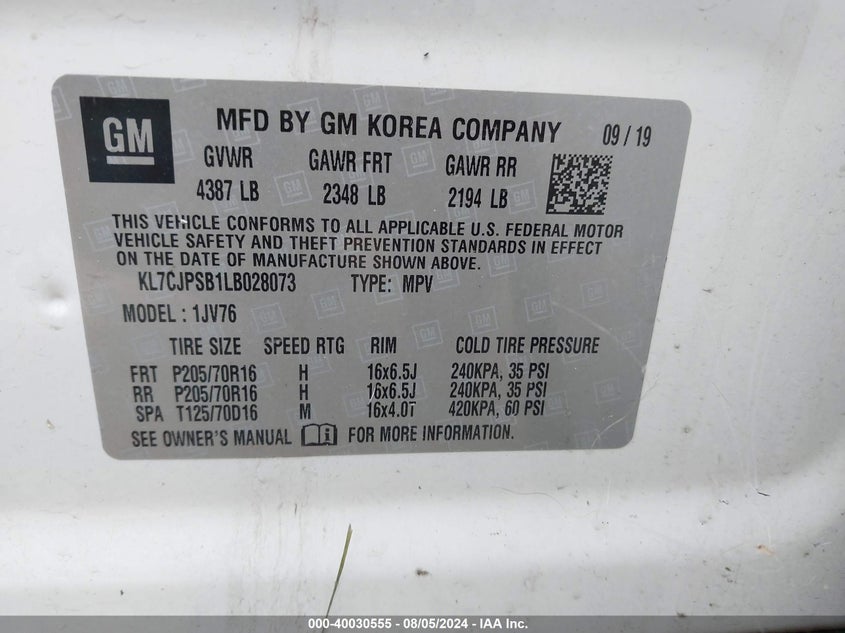 GM
MFD BY GM KOREA COMPANY 09/19
GVWR GAWR FRT GAWR RR
4387 LB 2348 LB 2194 LB
THIS VEHICLE CONFORMS TO ALL APPLICABLE U.S. FEDERAL MOTOR
VEHICLE SAFETY AND THEFT PREVENTION STANDARDS IN EFFECT
ON THE DATE OF MANUFACTURE SHOWN ABOVE.
KL7CJPSB1LB028073 TYPE: MPV
MODEL : 1JV76
TIRE SIZE SPEED RTG RIM COLD TIRE PRESSURE
FRT P205/70R16 H 16x6.5J 240KPA, 35 PSI
RR P205/70R16 H 16x6.5J 240KPA, 35 PSI
SPA T125/70D16 M 16x4.0T 420KPA, 60 PSI
SEE OWNER'S MANUAL FOR MORE INFORMATION.
000-40030555 - 08/05/2024 - IAA Inc.